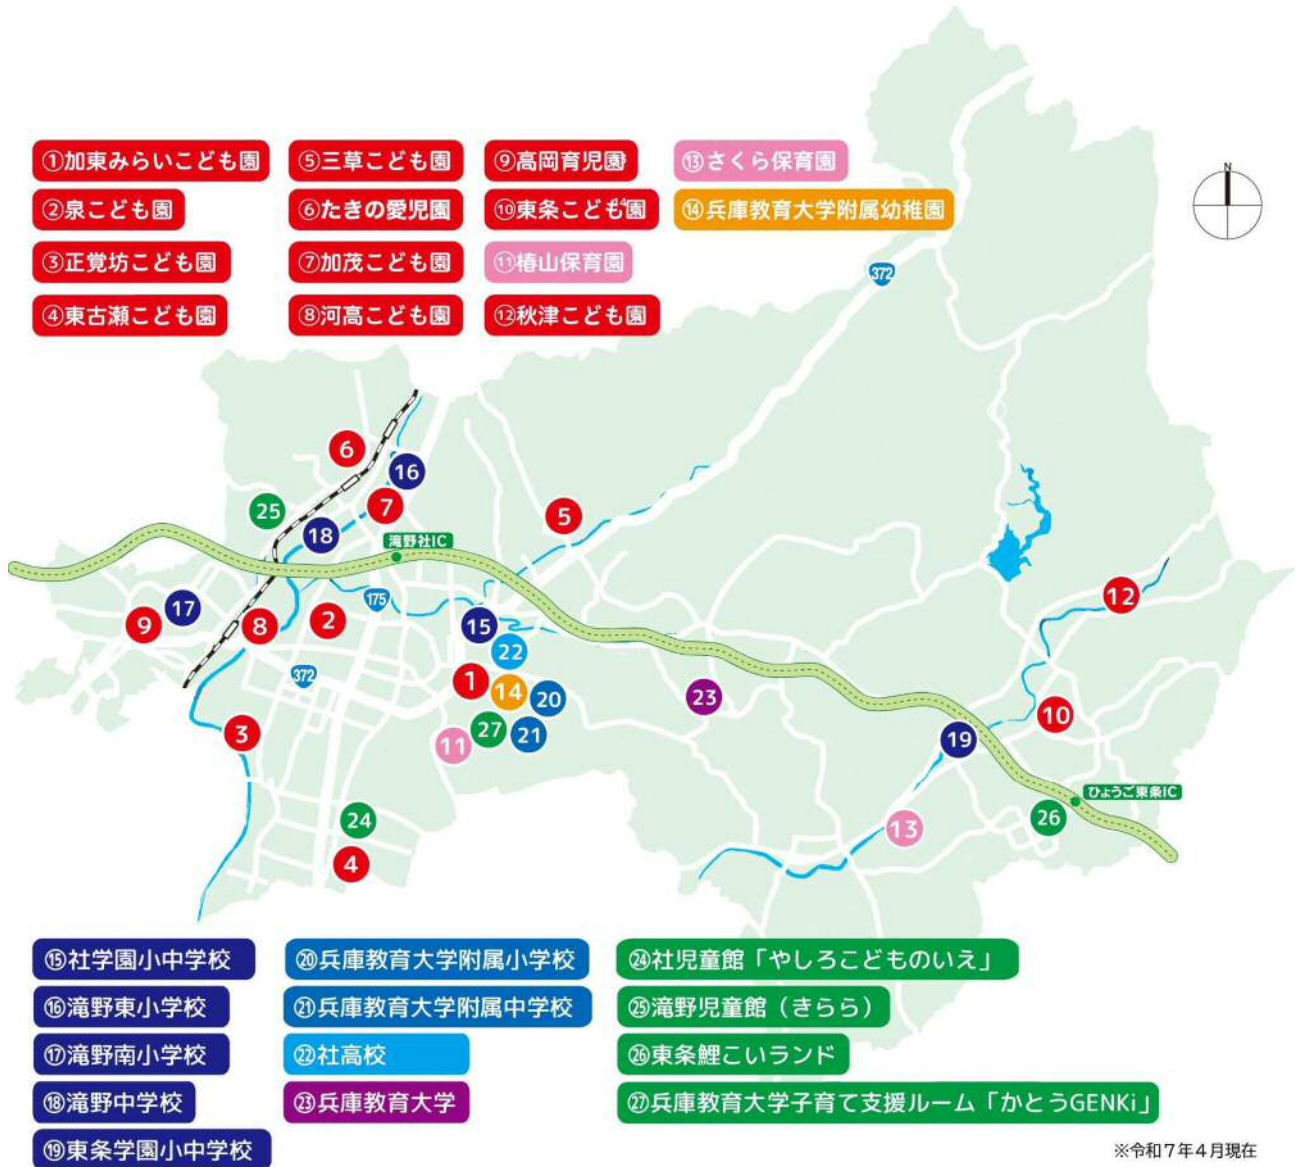 ①加東みらいこども園
②泉こども園
③正覚坊こども園
④東古瀬こども園
⑤三草こども園
⑥たきの愛児園
⑦加茂こども園
⑧河高こども園
⑨高岡育児園
⑩東条こども園
⑪椿山保育園
⑫秋津こども園
⑬さくら保育園
⑭兵庫教育大学附属幼稚園
N
372
6
16
25
7
5
18
滝野社IC
17
9
8
2
175
15
22
12
372
1
14
20
23
10
3
11
27
21
19
ひょうご東条IC
24
13
26
4
⑮社学園小中学校
⑯滝野東小学校
⑰滝野南小学校
⑱滝野中学校
⑲東条学園小中学校
⑳兵庫教育大学附属小学校
㉑兵庫教育大学附属中学校
㉒社高校
㉓兵庫教育大学
㉔社児童館「やしろこどものいえ」
㉕滝野児童館（きらら）
㉖東条鯉こいランド
㉗兵庫教育大学子育て支援ルーム「かとうGENKi」
※令和7年4月現在